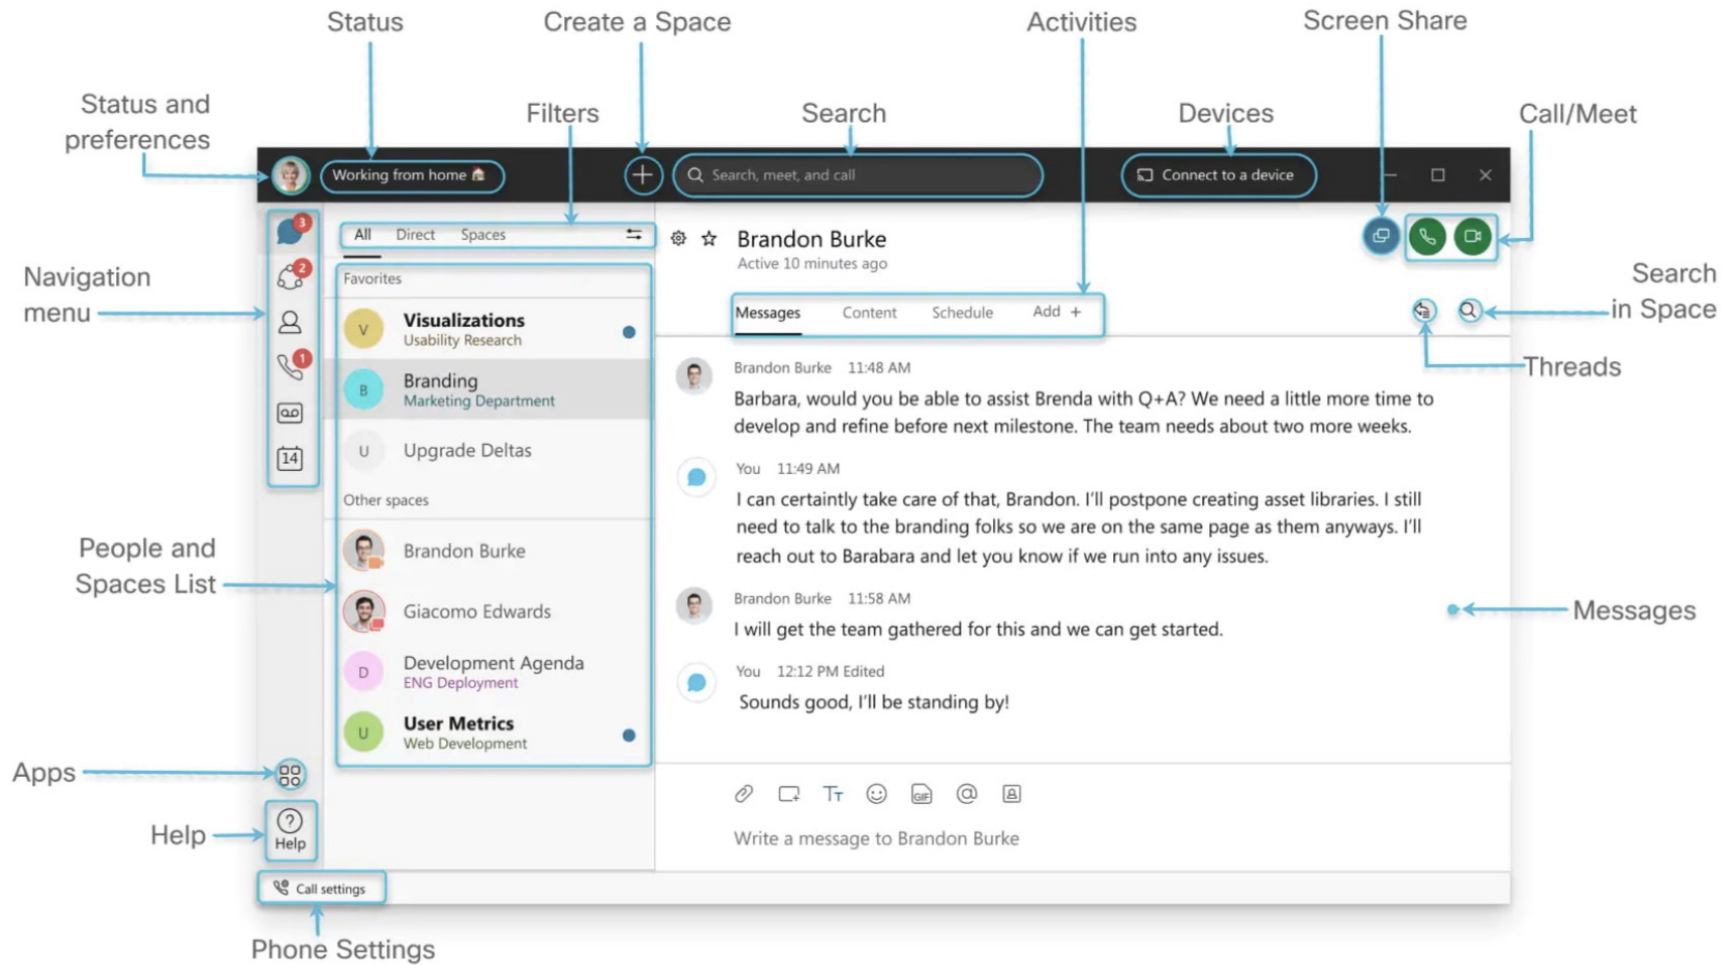 Status
Create a Space
Activities
Screen Share
Status and
preferences
Filters
Search
Devices
Call/Meet
Working from home
Search, meet, and call
Connect to a device
3
2
1
14
Navigation
menu
All Direct Spaces
Favorites
V
Visualizations
Usability Research
B
Branding
Marketing Department
U
Upgrade Deltas
Other spaces
Brandon Burke
Giacomo Edwards
D
Development Agenda
ENG Deployment
U
User Metrics
Web Development
People and
Spaces List
Apps
Help
Help
Call settings
Phone Settings
Brandon Burke
Active 10 minutes ago
Messages Content Schedule Add +
Search
in Space
Threads
Brandon Burke 11:48 AM
Barbara, would you be able to assist Brenda with Q+A? We need a little more time to
develop and refine before next milestone. The team needs about two more weeks.
You 11:49 AM
I can certaintly take care of that, Brandon. I'll postpone creating asset libraries. I still
need to talk to the branding folks so we are on the same page as them anyways. I'll
reach out to Barabara and let you know if we run into any issues.
Brandon Burke 11:58 AM
I will get the team gathered for this and we can get started.
Messages
You 12:12 PM Edited
Sounds good, I'll be standing by!
Tт
GIF
@
Write a message to Brandon Burke